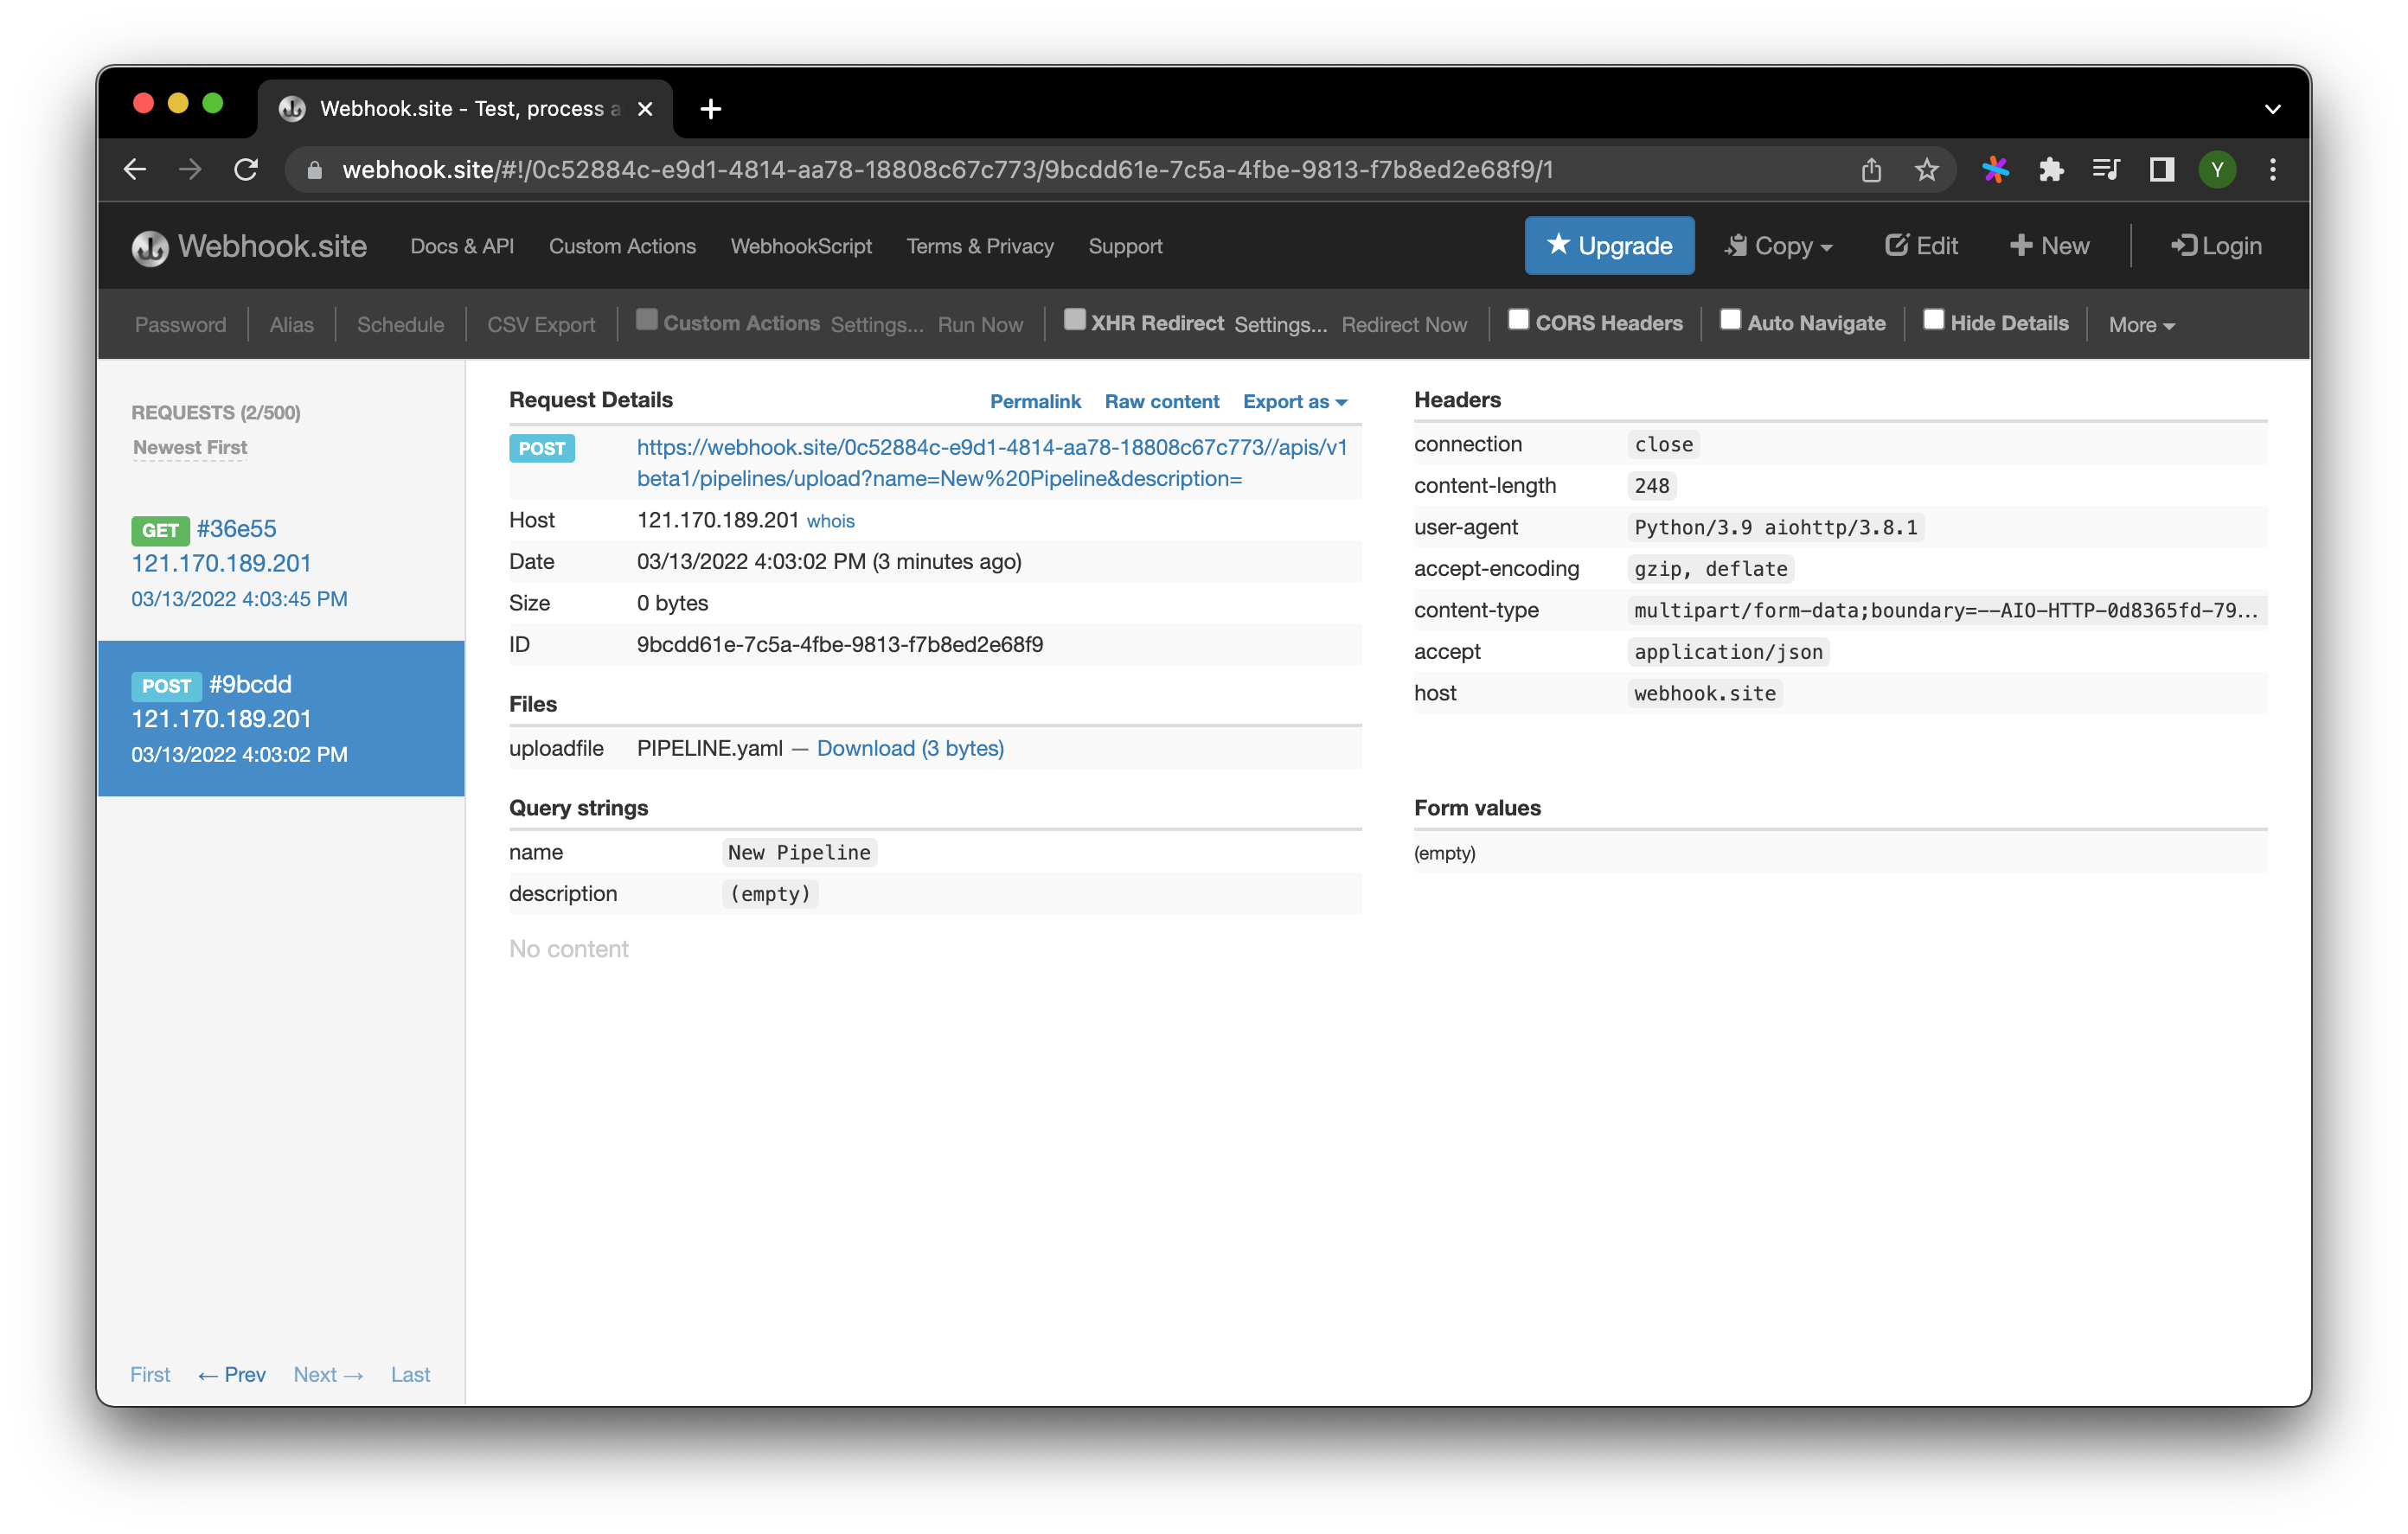 Webhook.site - Test, process a
webhook.site/#!/0c52884c-e9d1-4814-aa78-18808c67c773/9bcdd61e-7c5a-4fbe-9813-f7b8ed2e68f9/1
Y
Webhook.site Docs & API Custom Actions WebhookScript Terms & Privacy Support Upgrade Copy Edit New Login
Password Alias Schedule CSV Export Custom Actions Settings... Run Now XHR Redirect Settings... Redirect Now CORS Headers Auto Navigate Hide Details More
REQUESTS (2/500)
Newest First
GET #36e55
121.170.189.201
03/13/2022 4:03:45 PM
POST #9bcdd
121.170.189.201
03/13/2022 4:03:02 PM
First ← Prev Next → Last
Request Details Permalink Raw content Export as
POST https://webhook.site/0c52884c-e9d1-4814-aa78-18808c67c773//apis/v1
beta1/pipelines/upload?name=New%20Pipeline&description=
Host 121.170.189.201 whois
Date 03/13/2022 4:03:02 PM (3 minutes ago)
Size 0 bytes
ID 9bcdd61e-7c5a-4fbe-9813-f7b8ed2e68f9
Files
uploadfile PIPELINE.yaml — Download (3 bytes)
Query strings
name New Pipeline
description (empty)
No content
Headers
connection close
content-length 248
user-agent Python/3.9 aiohttp/3.8.1
accept-encoding gzip, deflate
content-type multipart/form-data;boundary=--AIO-HTTP-0d8365fd-79...
accept application/json
host webhook.site
Form values
(empty)